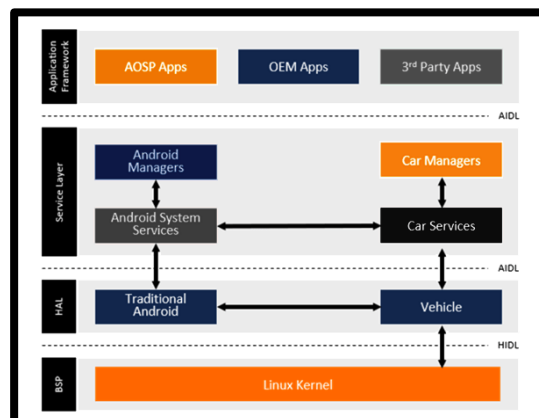 Application
Framework
AOSP Apps
OEM Apps
3rd Party Apps
AIDL
Service Layer
Android
Managers
Car Managers
Android System
Services
Car Services
AIDL
HAL
Traditional
Android
Vehicle
HIDL
BSP
Linux Kernel